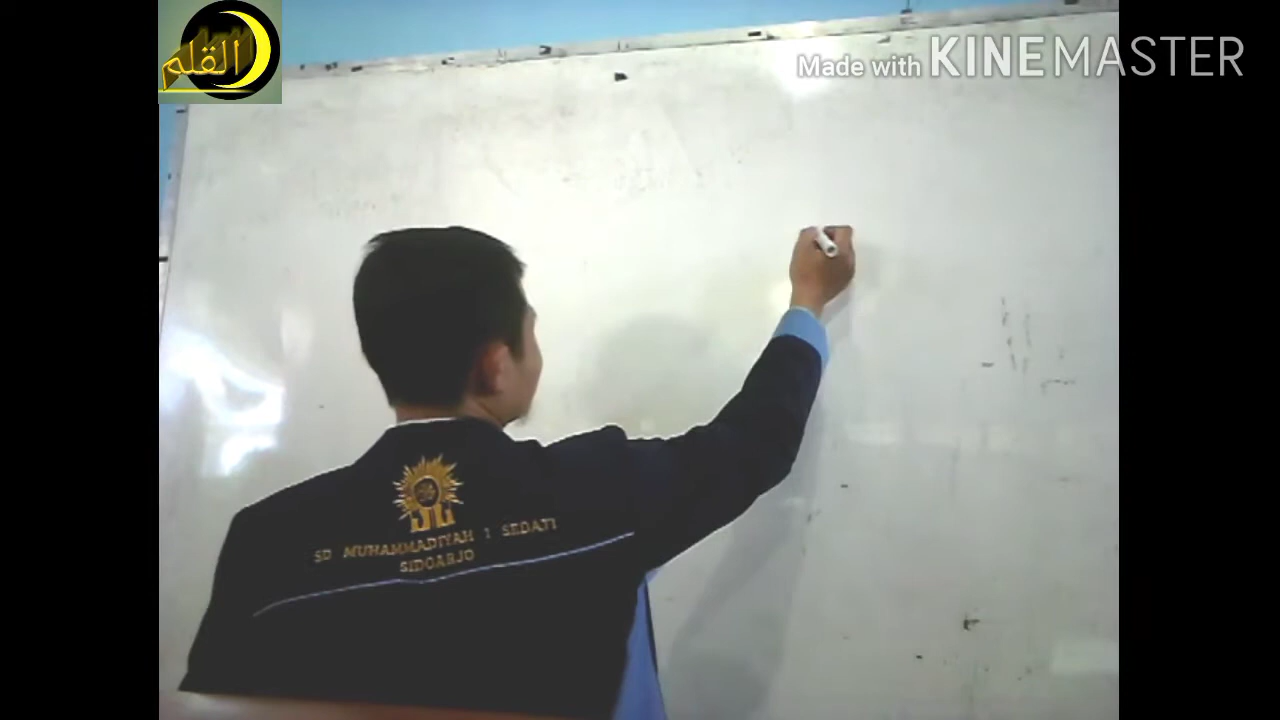 القلم
Made with KINEMASTER
SD MUHAMMADIYAH 1 SEDATI
SIDOARJO